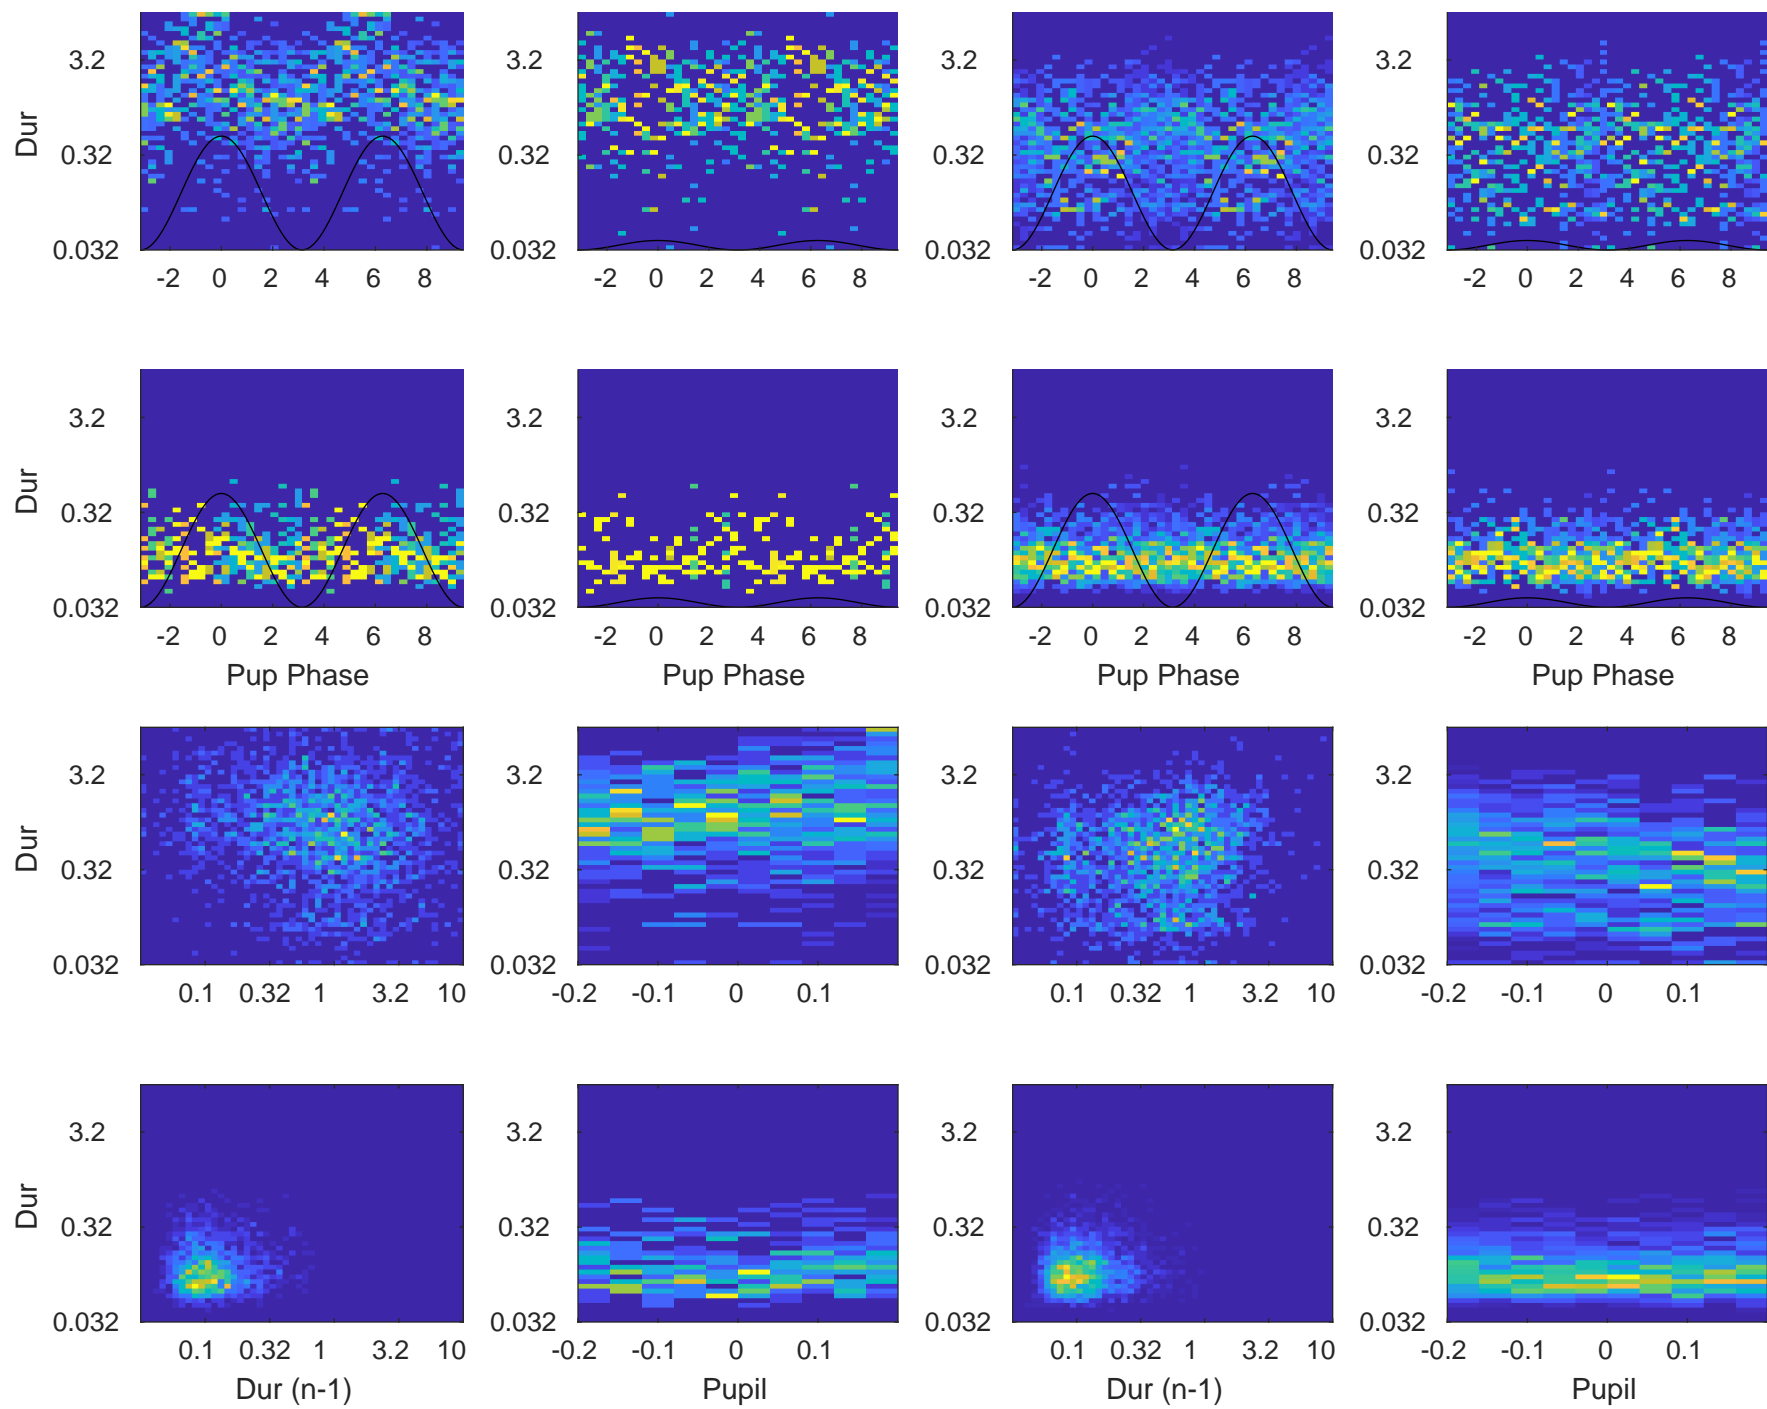 Dur
3.2 3.2 3.2 3.2
0.32 0.32 0.32 0.32
0.032 0.032 0.032 0.032
-2 0 2 4 6 8 -2 0 2 4 6 8 -2 0 2 4 6 8 -2 0 2 4 6 8
Dur
3.2 3.2 3.2 3.2
0.32 0.32 0.32 0.32
0.032 0.032 0.032 0.032
-2 0 2 4 6 8 -2 0 2 4 6 8 -2 0 2 4 6 8 -2 0 2 4 6 8
Pup Phase Pup Phase Pup Phase Pup Phase
Dur
3.2 3.2 3.2 3.2
0.32 0.32 0.32 0.32
0.032 0.032 0.032 0.032
0.1 0.32 1 3.2 10 -0.2 -0.1 0 0.1 0.1 0.32 1 3.2 10 -0.2 -0.1 0 0.1
Dur
3.2 3.2 3.2 3.2
0.32 0.32 0.32 0.32
0.032 0.032 0.032 0.032
0.1 0.32 1 3.2 10 -0.2 -0.1 0 0.1 0.1 0.32 1 3.2 10 -0.2 -0.1 0 0.1
Dur (n-1) Pupil Dur (n-1) Pupil